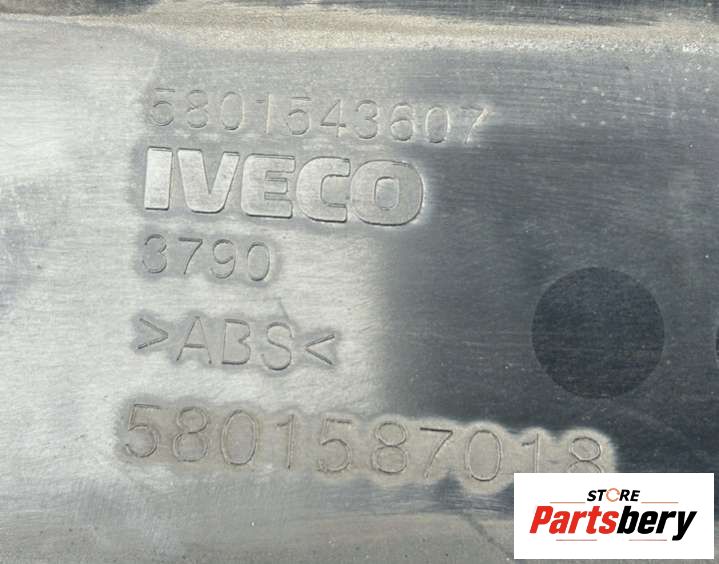 5801543607
IVECO
3790
>ABS<
5801587018
STORE
Partsbery